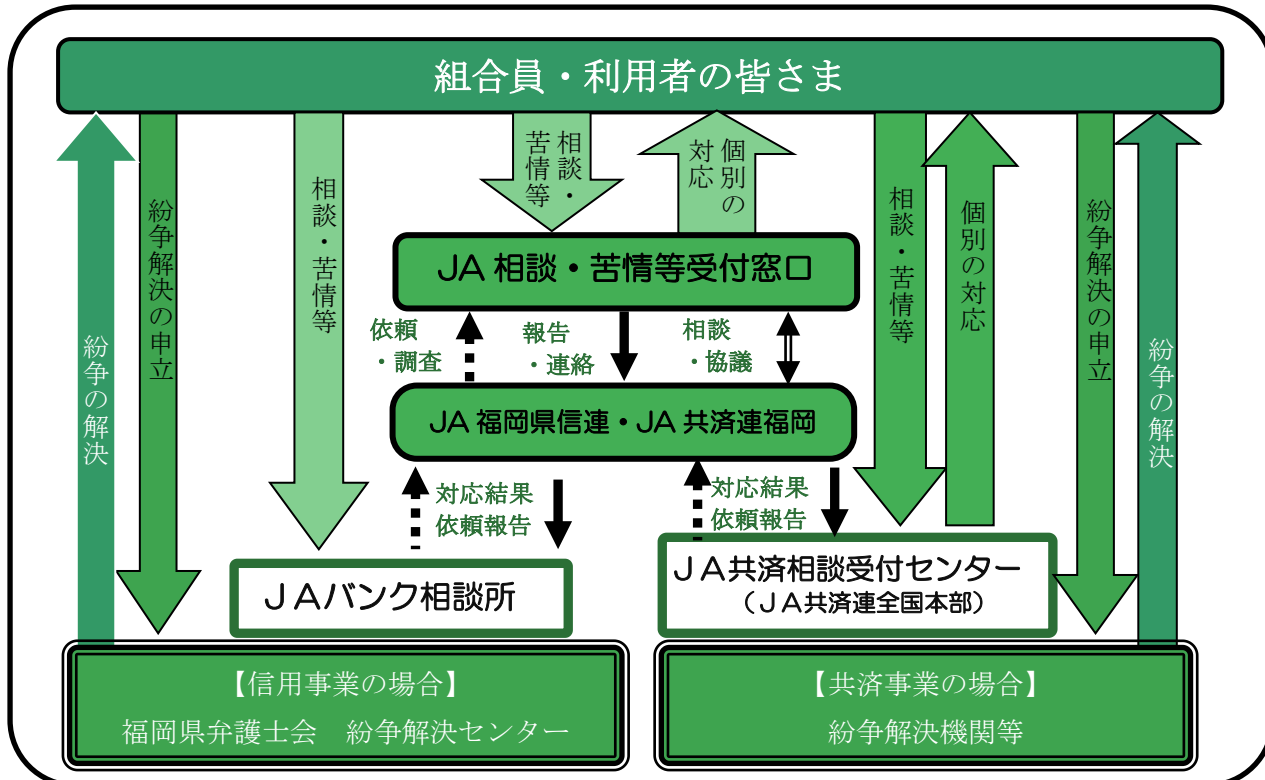 組合員・利用者の皆さま
紛争の解決
紛争解決の申立
相談・苦情等
相談・
苦情等
個別の
対応
相談・苦情等
個別の対応
紛争解決の申立
紛争の解決
JA 相談・苦情等受付窓口
依頼
・調査
報告
・連絡
相談
・協議
JA 福岡県信連・JA 共済連福岡
対応結果
依頼報告
対応結果
依頼報告
JAバンク相談所
JA共済相談受付センター
（JA共済連全国本部）
【信用事業の場合】
福岡県弁護士会　紛争解決センター
【共済事業の場合】
紛争解決機関等